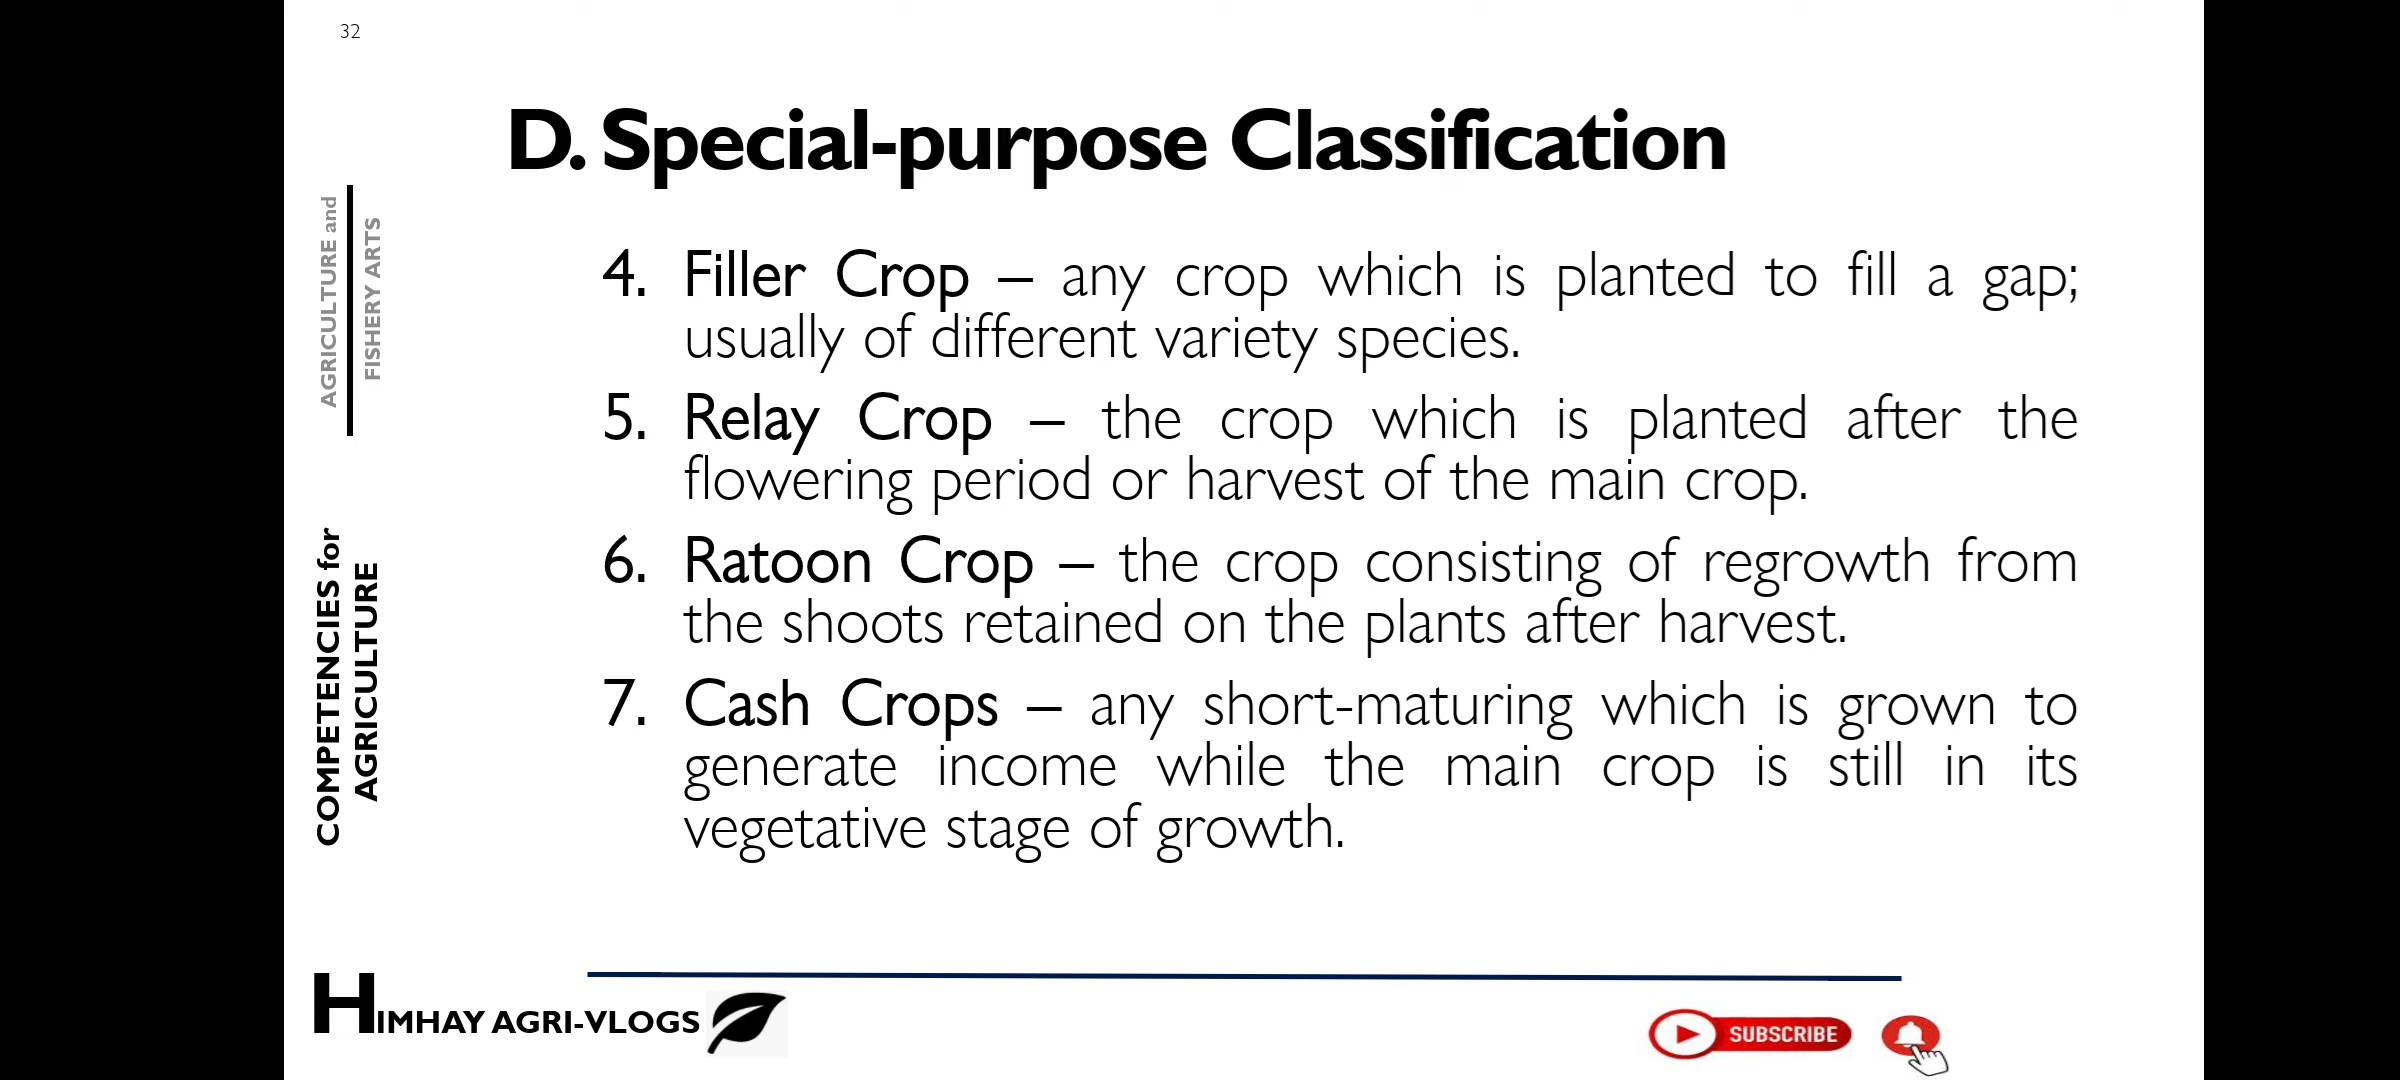 32
D. Special-purpose Classification
AGRICULTURE and
FISHERY ARTS
COMPETENCIES for
AGRICULTURE
4. Filler Crop – any crop which is planted to fill a gap;
usually of different variety species.
5. Relay Crop – the crop which is planted after the
flowering period or harvest of the main crop.
6. Ratoon Crop – the crop consisting of regrowth from
the shoots retained on the plants after harvest.
7. Cash Crops – any short-maturing which is grown to
generate income while the main crop is still in its
vegetative stage of growth.
HIMHAY AGRI-VLOGS
SUBSCRIBE